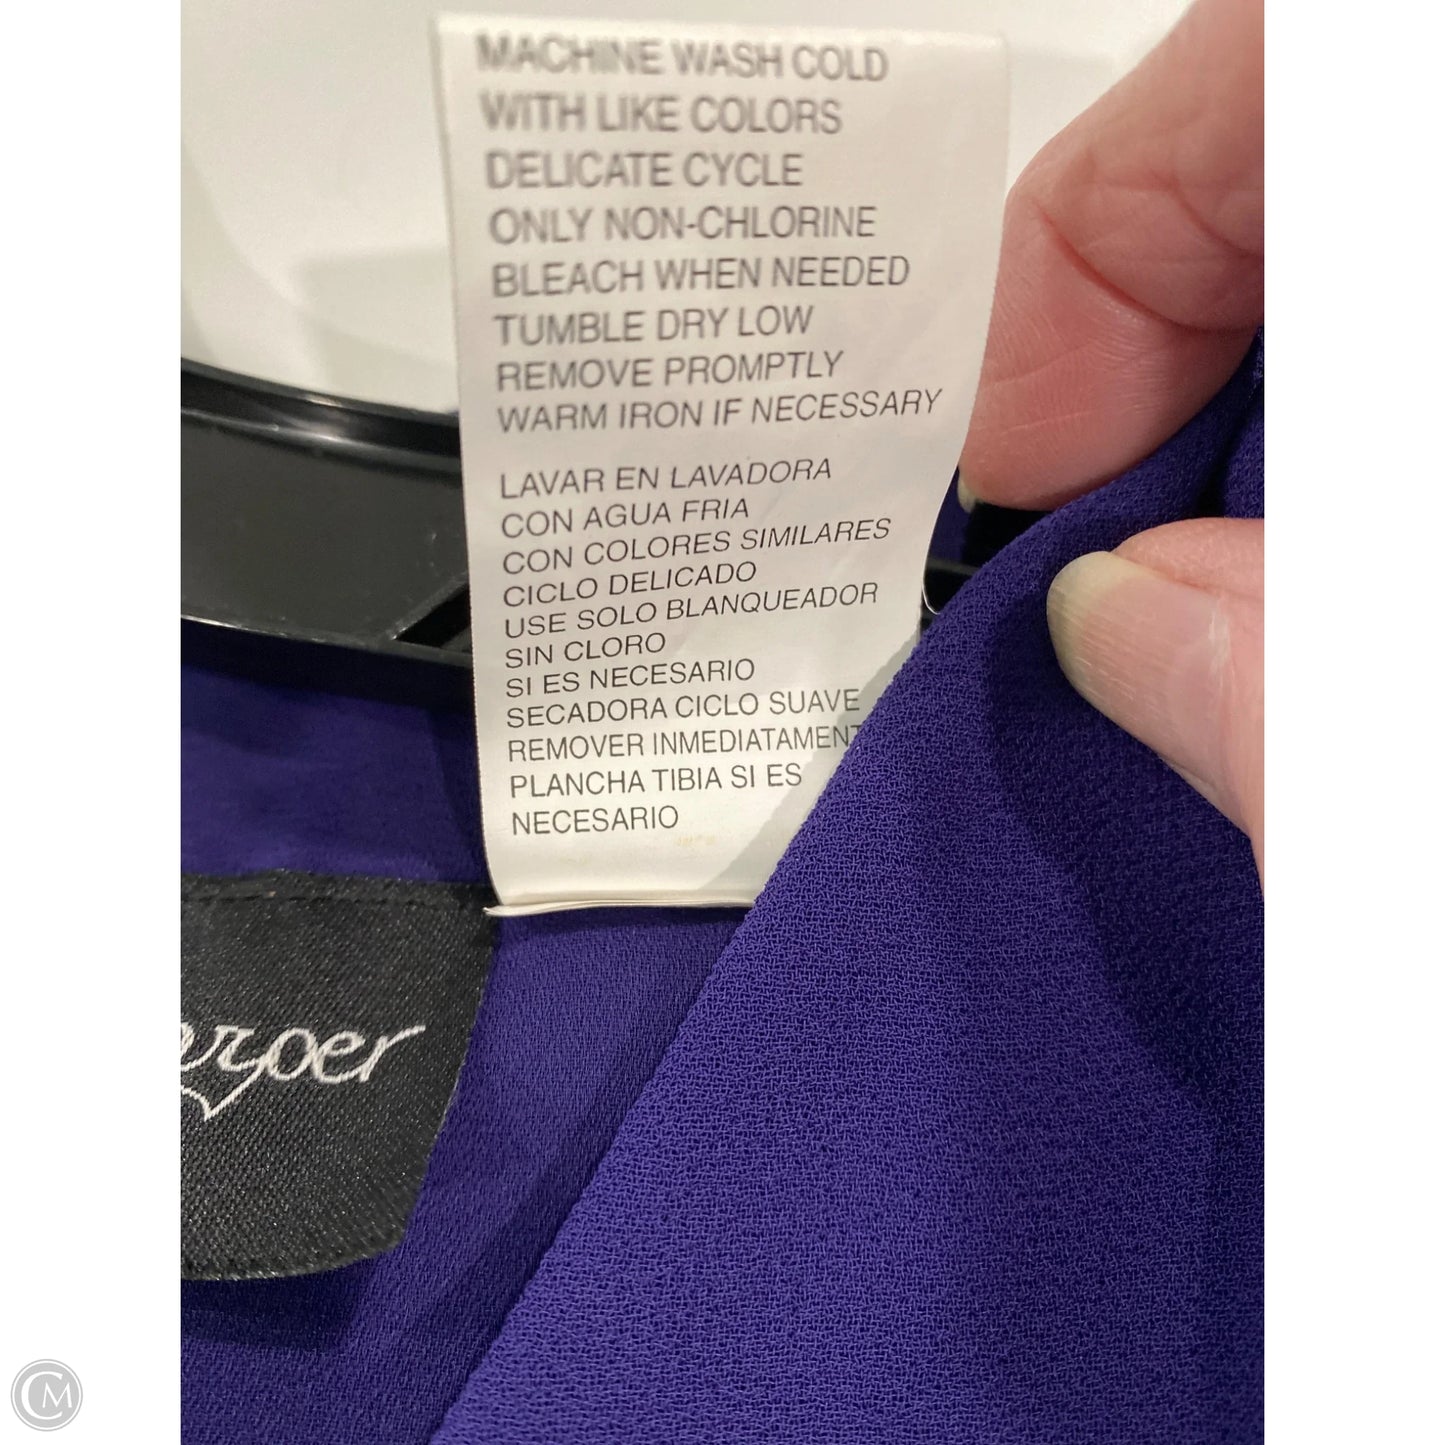 MACHINE WASH COLD
WITH LIKE COLORS
DELICATE CYCLE
ONLY NON-CHLORINE
BLEACH WHEN NEEDED
TUMBLE DRY LOW
REMOVE PROMPTLY
WARM IRON IF NECESSARY
LAVAR EN LAVADORA
CON AGUA FRIA
CON COLORES SIMILARES
CICLO DELICADO
USE SOLO BLANQUEADOR
SIN CLORO
SI ES NECESARIO
SECADORA CICLO SUAVE
REMOVER INMEDIATAMENT
PLANCHA TIBIA SI ES
NECESARIO
CM